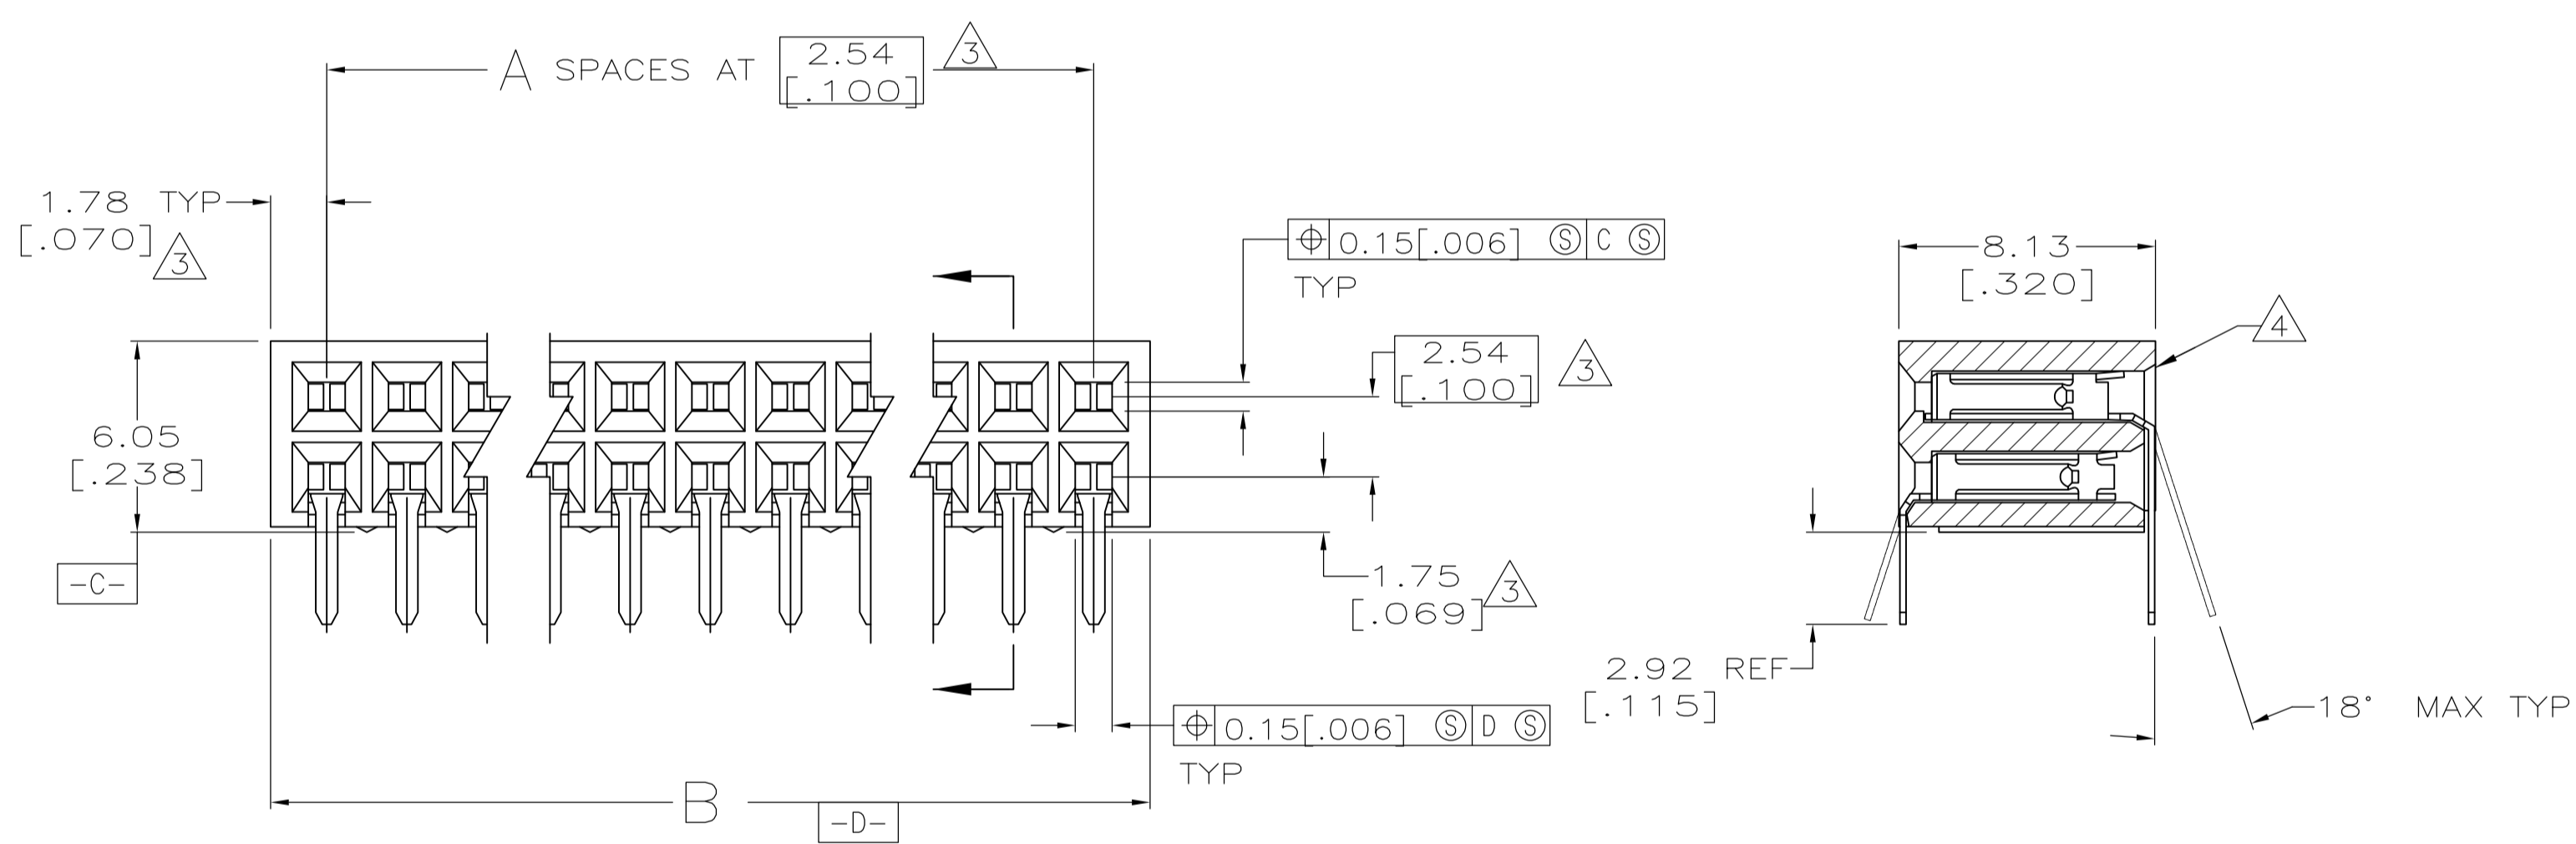 A SPACES AT 2.54 3
[.100]
1.78 TYP
[.070] 3
⌖ 0.15[.006] Ⓢ C Ⓢ
TYP
2.54
[.100] 3
6.05
[.238]
-C-
1.75
[.069] 3
⌖ 0.15[.006] Ⓢ D Ⓢ
TYP
B
-D-
8.13
[.320]
4
2.92 REF
[.115]
18° MAX TYP